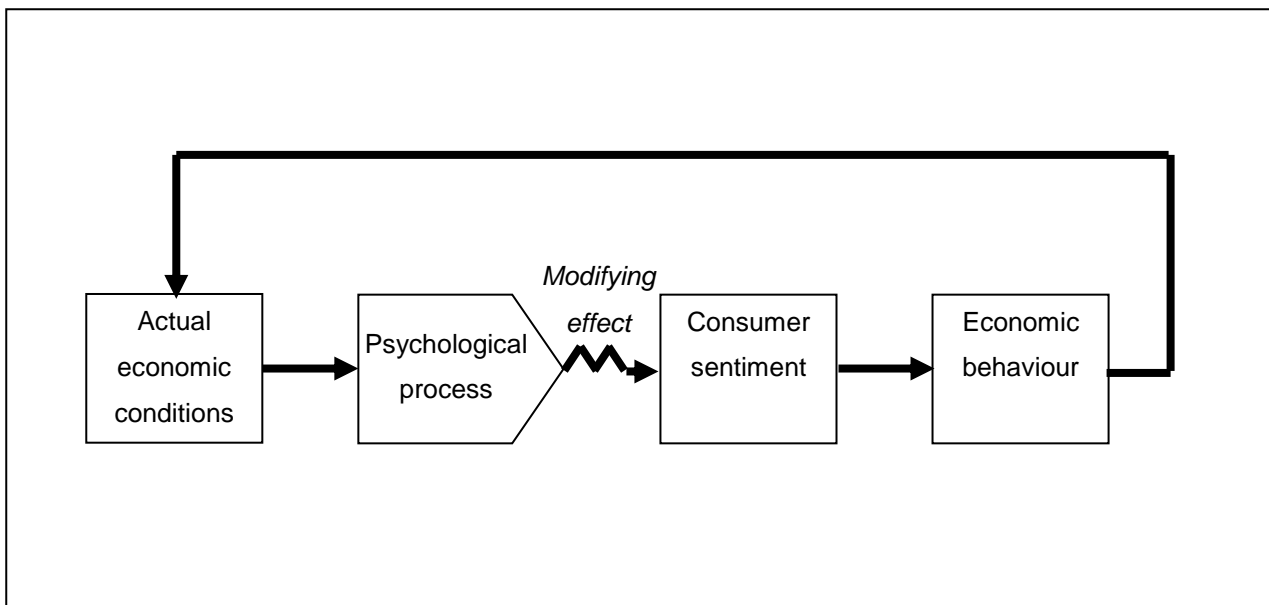 Actual
economic
conditions
Psychological
process
Modifying
effect
Consumer
sentiment
Economic
behaviour